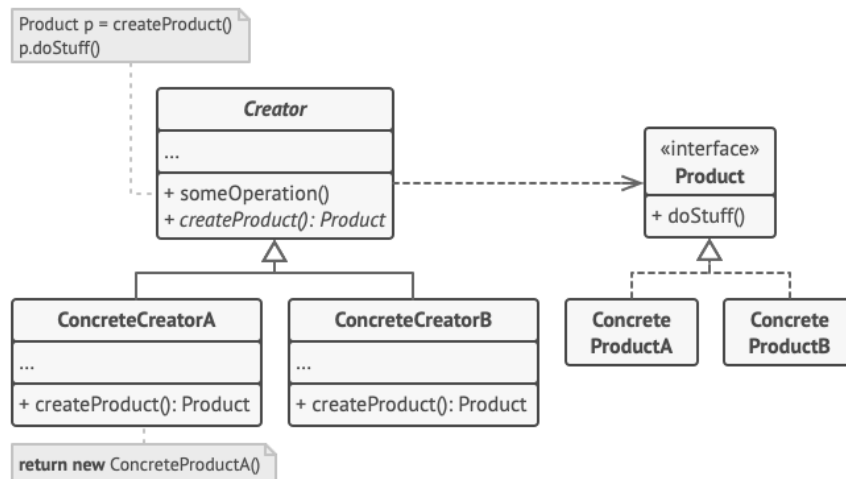 Product p = createProduct()
p.doStuff()
Creator
...
+ someOperation()
+ createProduct(): Product
«interface»
Product
+ doStuff()
ConcreteCreatorA
...
+ createProduct(): Product
ConcreteCreatorB
...
+ createProduct(): Product
Concrete
ProductA
Concrete
ProductB
return new ConcreteProductA()